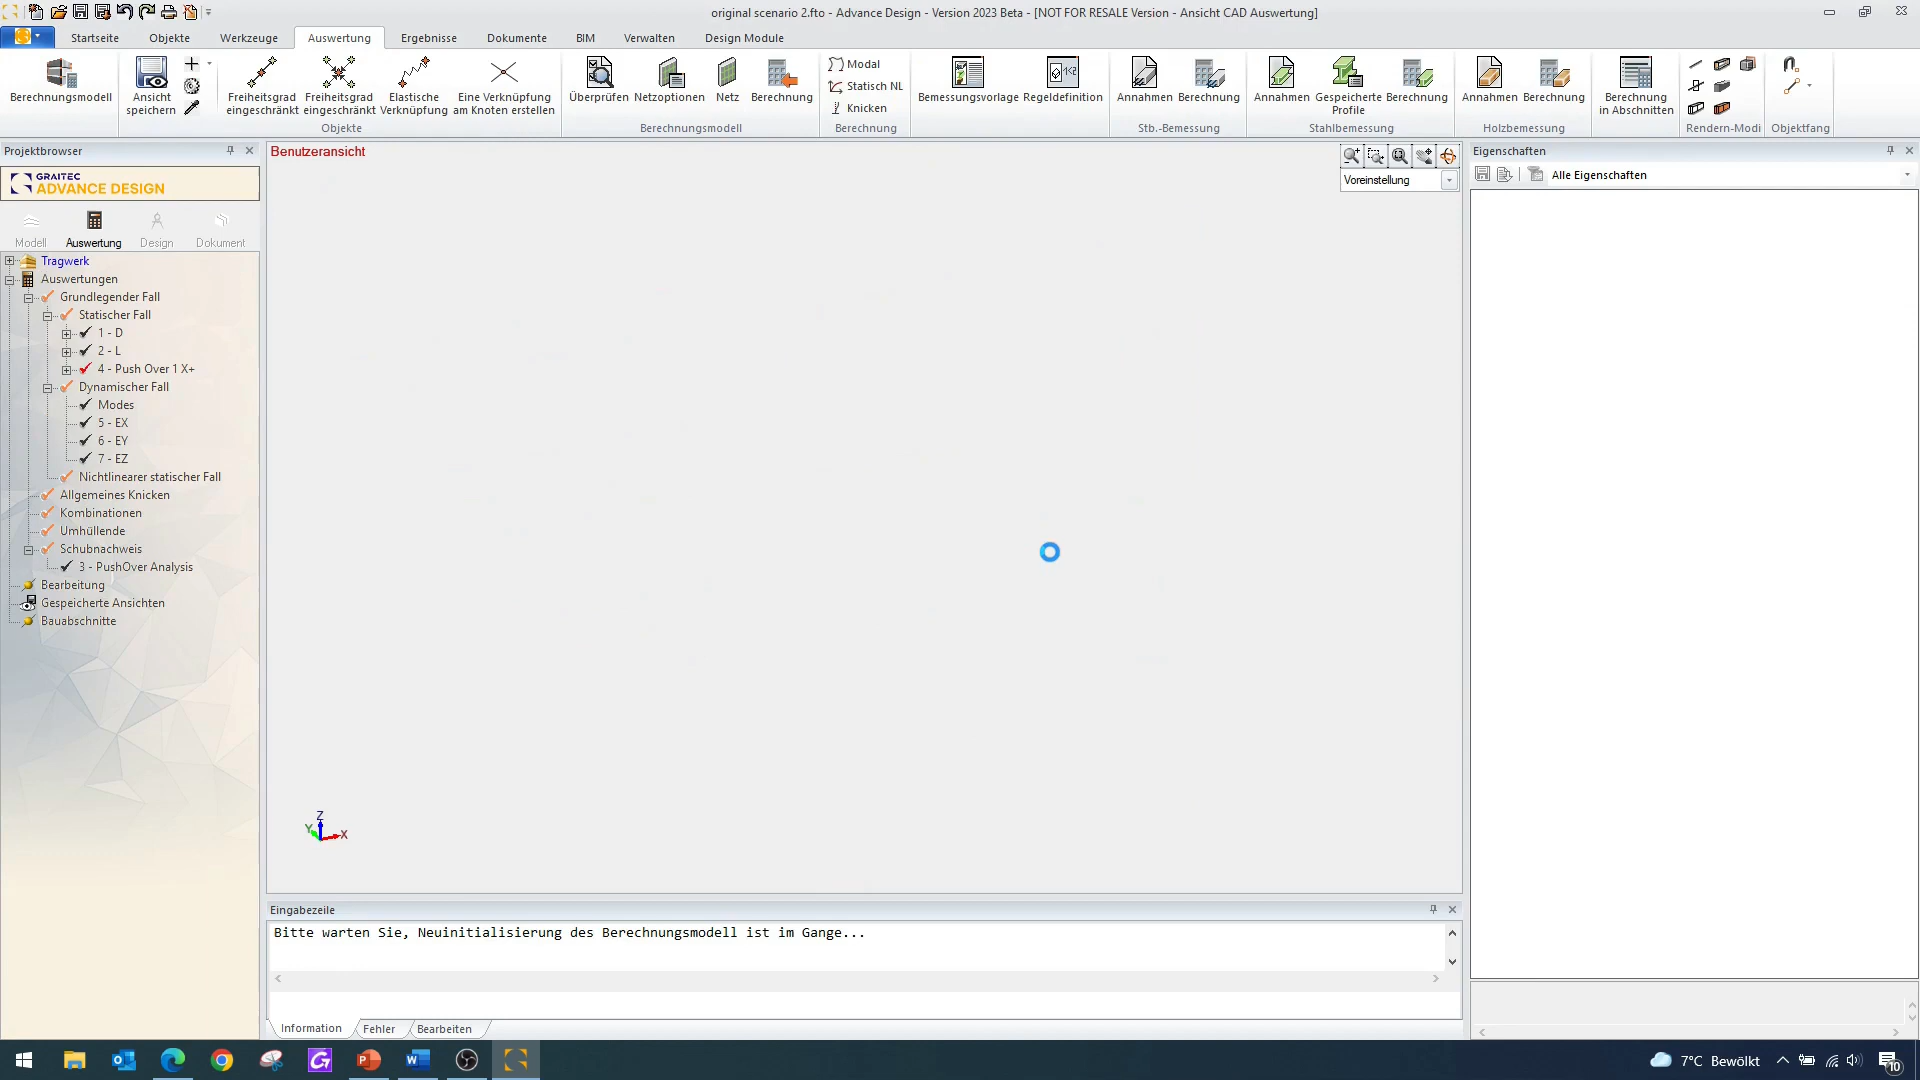 original scenario 2.fto - Advance Design - Version 2023 Beta - [NOT FOR RESALE Version - Ansicht CAD Auswertung]
Startseite Objekte Werkzeuge Auswertung Ergebnisse Dokumente BIM Verwalten Design Module
Berechnungsmodell
Ansicht speichern
Freiheitsgrad eingeschränkt
Freiheitsgrad eingeschränkt
Elastische Verknüpfung
Eine Verknüpfung am Knoten erstellen
Objekte
Überprüfen Netzoptionen Netz Berechnung
Berechnungsmodell
Modal
Statisch NL
Knicken
Berechnung
Bemessungsvorlage Regeldefinition
Annahmen Berechnung
Stb.-Bemessung
Annahmen Gespeicherte Profile Berechnung
Stahlbemessung
Annahmen Berechnung
Holzbemessung
Berechnung in Abschnitten
Rendern-Modi
Objektfang
Projektbrowser
GRAITEC
ADVANCE DESIGN
Modell Auswertung Design Dokument
Tragwerk
Auswertungen
Grundlegender Fall
Statischer Fall
1 - D
2 - L
4 - Push Over 1 X+
Dynamischer Fall
Modes
5 - EX
6 - EY
7 - EZ
Nichtlinearer statischer Fall
Allgemeines Knicken
Kombinationen
Umhüllende
Schubnachweis
3 - PushOver Analysis
Bearbeitung
Gespeicherte Ansichten
Bauabschnitte
Benutzeransicht
Voreinstellung
Z
Y
X
Eigenschaften
Alle Eigenschaften
Eingabezeile
Bitte warten Sie, Neuinitialisierung des Berechnungsmodell ist im Gange...
Information Fehler Bearbeiten
7°C Bewölkt
10